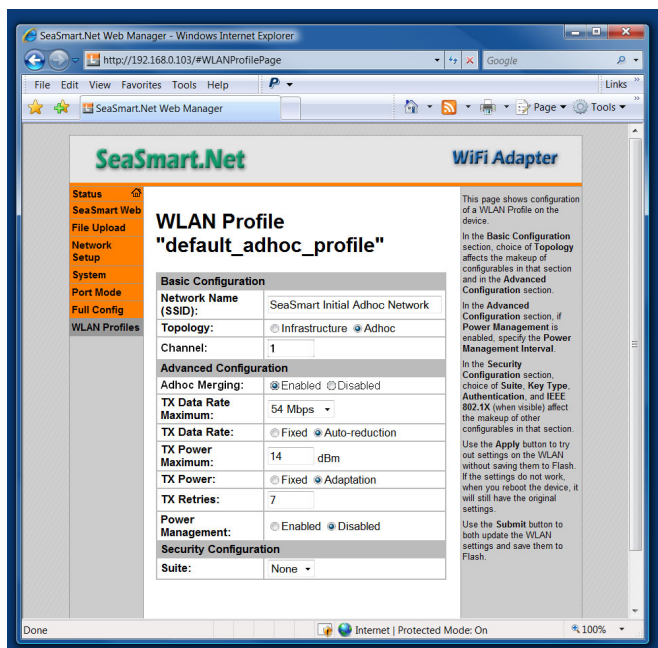 SeaSmart.Net Web Manager - Windows Internet Explorer
http://192.168.0.103/#WLANProfilePage
Google
File Edit View Favorites Tools Help
Links
SeaSmart.Net Web Manager
Page
Tools
SeaSmart.Net
WiFi Adapter
Status
SeaSmart Web
File Upload
Network
Setup
System
Port Mode
Full Config
WLAN Profiles
WLAN Profile
"default_adhoc_profile"
Basic Configuration
Network Name
(SSID):
SeaSmart Initial Adhoc Network
Topology:
Infrastructure Adhoc
Channel:
1
Advanced Configuration
Adhoc Merging:
Enabled Disabled
TX Data Rate
Maximum:
54 Mbps
TX Data Rate:
Fixed Auto-reduction
TX Power
Maximum:
14 dBm
TX Power:
Fixed Adaptation
TX Retries:
7
Power
Management:
Enabled Disabled
Security Configuration
Suite:
None
This page shows configuration
of a WLAN Profile on the
device.
In the Basic Configuration
section, choice of Topology
affects the makeup of
configurables in that section
and in the Advanced
Configuration section.
In the Advanced
Configuration section, if
Power Management is
enabled, specify the Power
Management Interval.
In the Security
Configuration section,
choice of Suite, Key Type,
Authentication, and IEEE
802.1X (when visible) affect
the makeup of other
configurables in that section.
Use the Apply button to try
out settings on the WLAN
without saving them to Flash.
If the settings do not work,
when you reboot the device, it
will still have the original
settings.
Use the Submit button to
both update the WLAN
settings and save them to
Flash.
Done
Internet | Protected Mode: On
100%